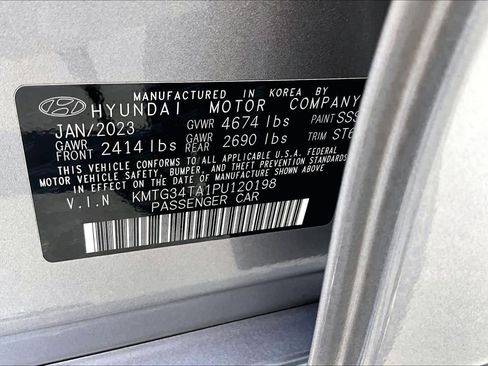 MANUFACTURED IN KOREA BY
HYUNDAI MOTOR COMPANY
JAN/2023 GVWR 4674 lbs PAINT SSS
GAWR FRONT 2414 lbs GAWR REAR 2690 lbs TRIM ST6
THIS VEHICLE CONFORMS TO ALL APPLICABLE U.S.A. FEDERAL
MOTOR VEHICLE SAFETY, BUMPER, AND THEFT PREVENTION
STANDARDS IN EFFECT ON THE DATE OF MANUFACTURE SHOWN ABOVE.
V.I.N KMTG34TA1PU120198
PASSENGER CAR